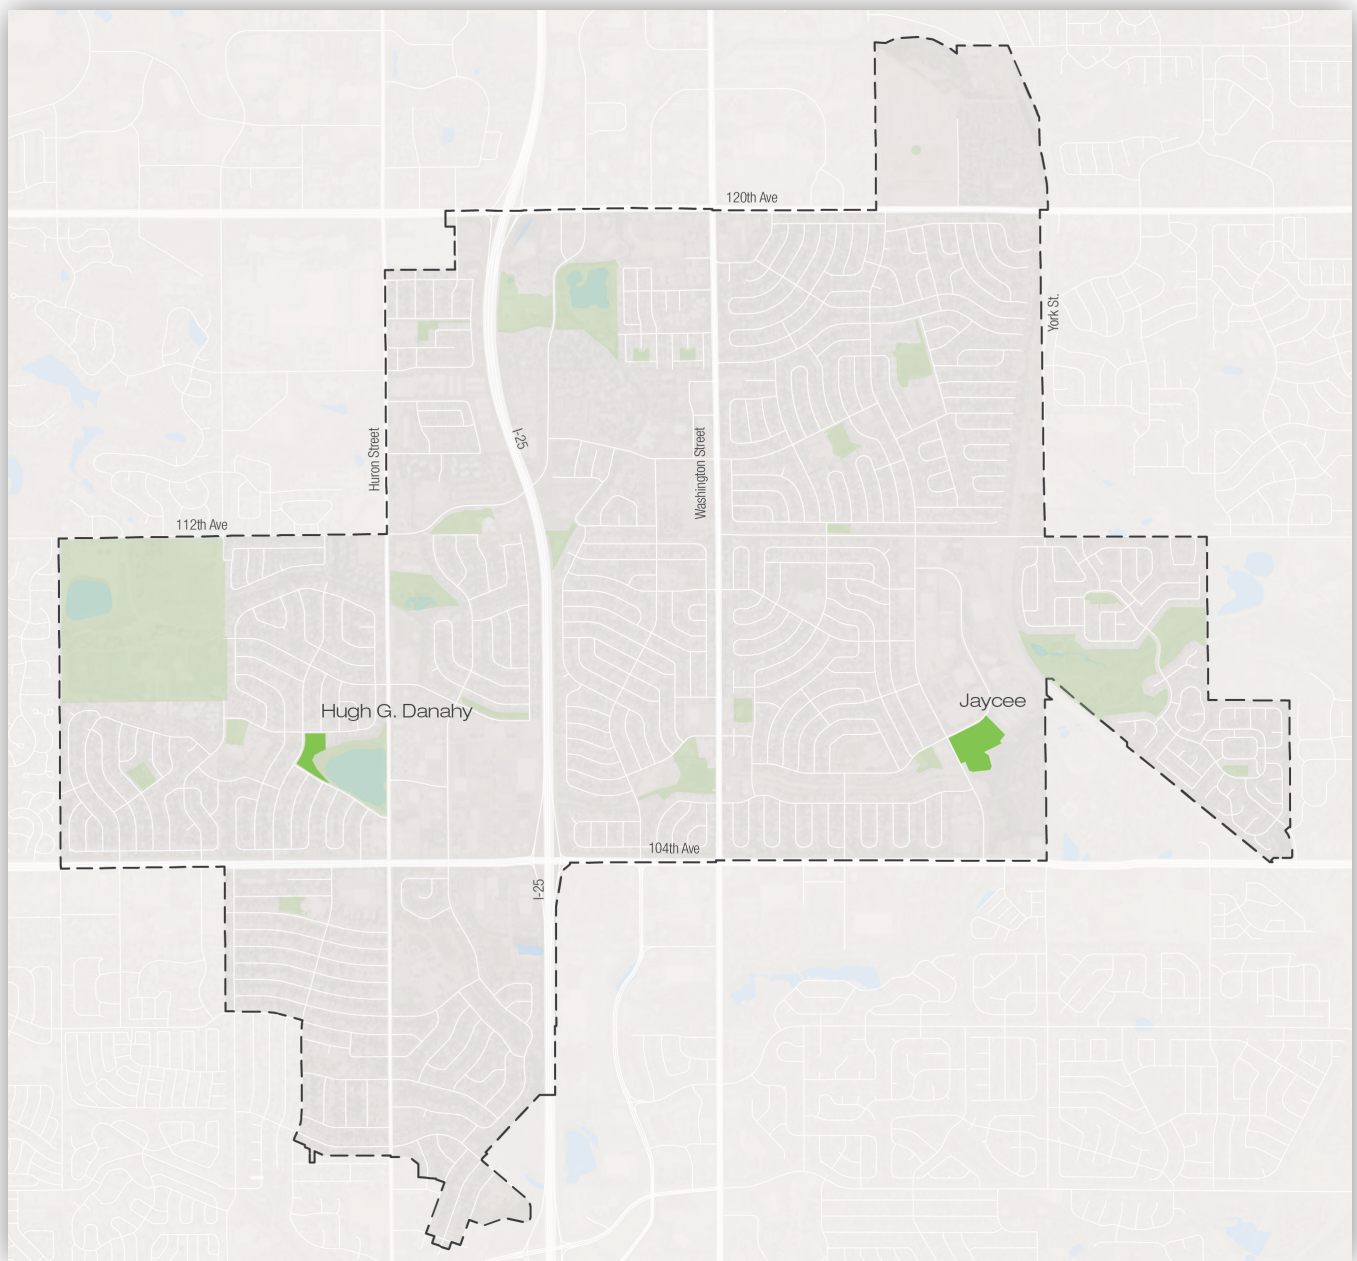 120th Ave
York St.
I-25
Huron Street
Washington Street
112th Ave
Jaycee
Hugh G. Danahy
104th Ave
I-25